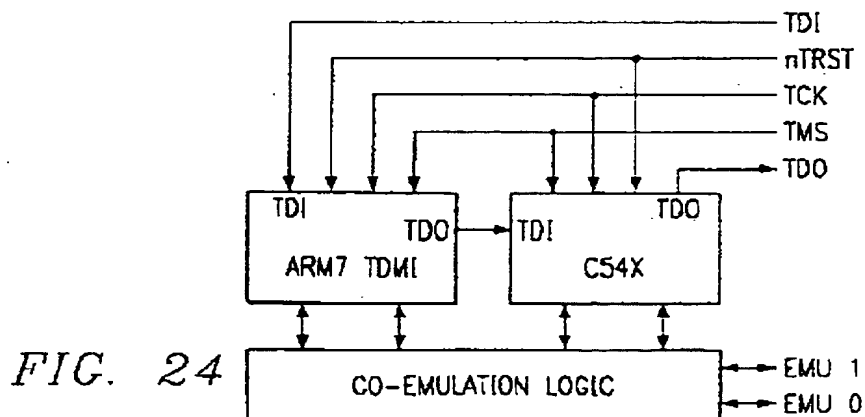 TDI
nTRST
TCK
TMS
TDO
TDI
TDO
TDI
TDO
ARM7 TDMI
C54X
FIG. 24
CO-EMULATION LOGIC
EMU 1
EMU 0